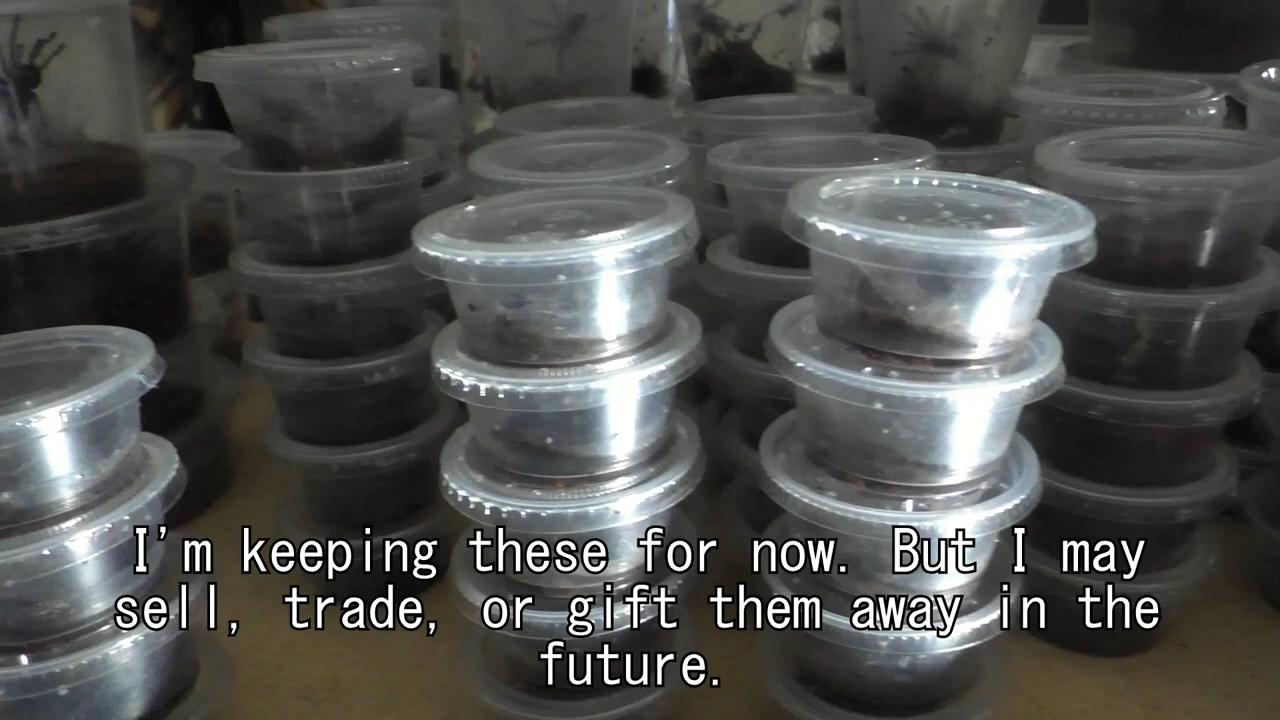 I'm keeping these for now. But I may
sell, trade, or gift them away in the
future.